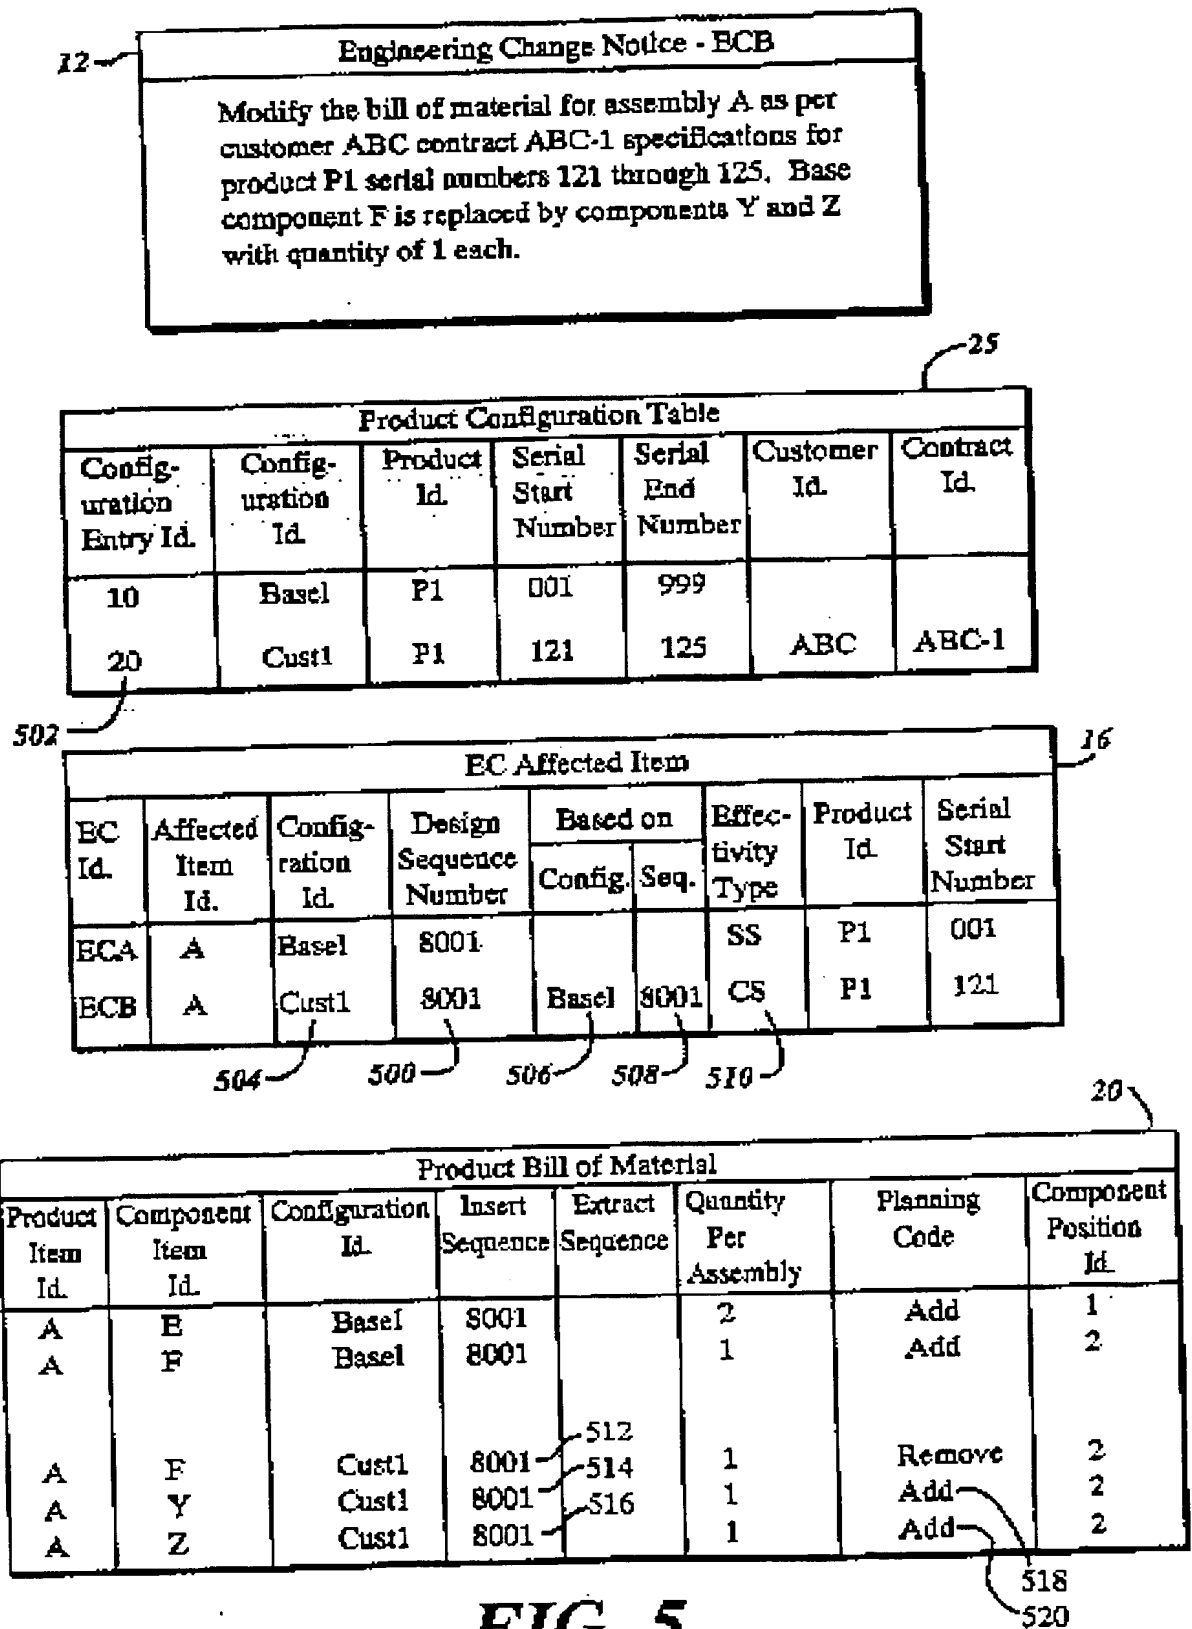 12
Engineering Change Notice - ECB
Modify the bill of material for assembly A as per
customer ABC contract ABC-1 specifications for
product P1 serial numbers 121 through 125. Base
component F is replaced by components Y and Z
with quantity of 1 each.
25
Product Configuration Table
Config-uration Entry Id. Config-uration Id. Product Id. Serial Start Number Serial End Number Customer Id. Contract Id.
10 Basel P1 001 999
20 Cust1 P1 121 125 ABC ABC-1
502
16
EC Affected Item
EC Id. Affected Item Id. Config-ration Id. Design Sequence Number Based on Config. Seq. Effec-tivity Type Product Id. Serial Start Number
ECA A Basel 8001 SS P1 001
ECB A Cust1 8001 Basel 8001 CS P1 121
504 500 506 508 510
20
Product Bill of Material
Product Item Id. Component Item Id. Configuration Id. Insert Sequence Extract Sequence Quantity Per Assembly Planning Code Component Position Id.
A E Basel 8001 2 Add 1
A F Basel 8001 1 Add 2
512
A F Cust1 8001 1 Remove 2
514
A Y Cust1 8001 1 Add 2
516
A Z Cust1 8001 1 Add 2
518
520
FIG. 5